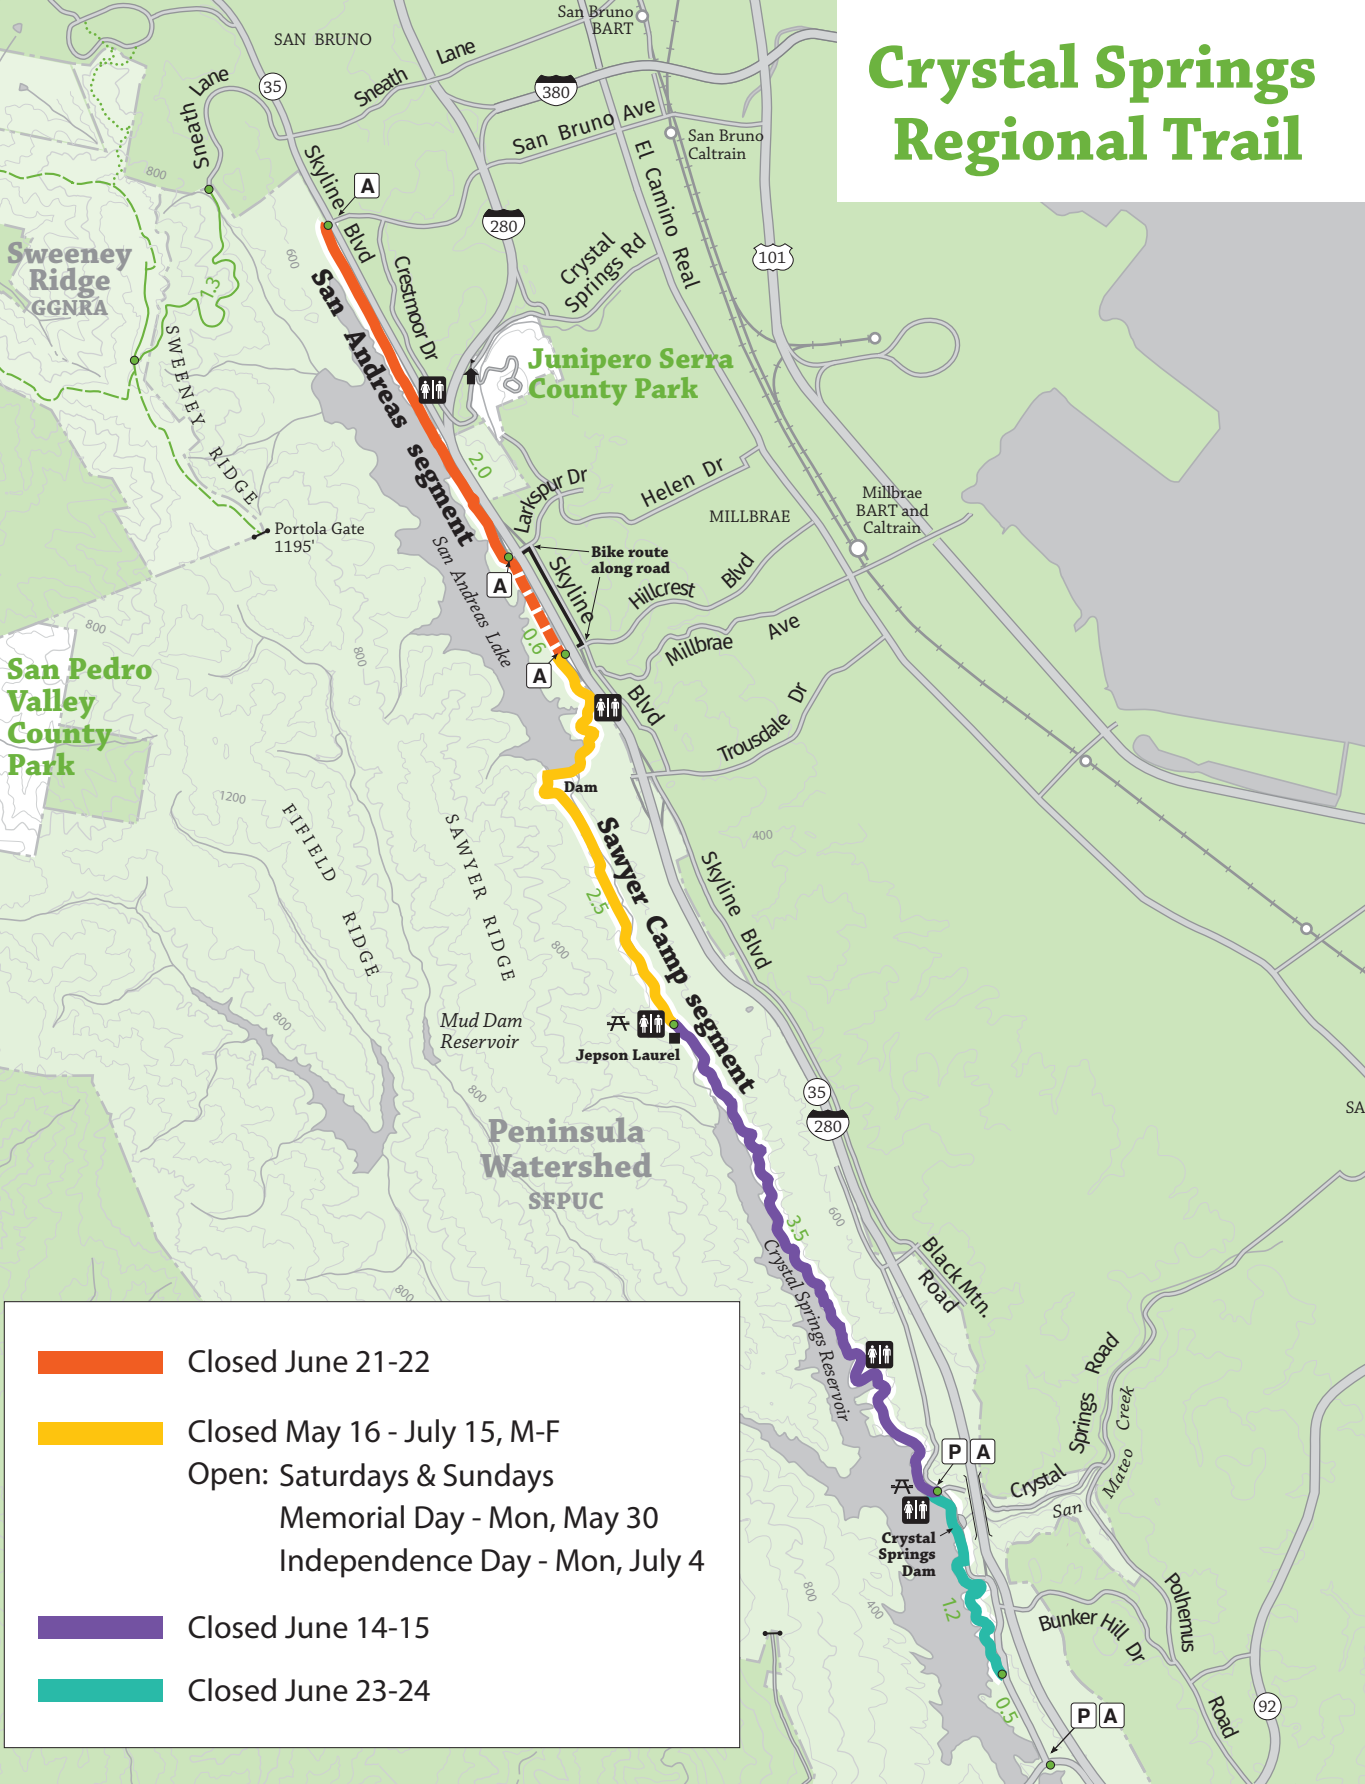 Crystal Springs
Regional Trail
San Bruno
BART
SAN BRUNO
Sneath Lane
35
Sneath Lane
380
San Bruno Ave
San Bruno
Caltrain
800
Skyline Blvd
A
El Camino Real
280
101
Sweeney
Ridge
GGNRA
600
1.3
Crestmoor Dr
Crystal
Springs Rd
San Andreas segment
SWEENEY RIDGE
Junipero Serra
County Park
2.0
Larkspur Dr
Helen Dr
MILLBRAE
Millbrae
BART and
Caltrain
Portola Gate
1195'
San Andreas Lake
Bike route
along road
A
Skyline Blvd
Hillcrest Blvd
0.6
Millbrae Ave
A
800
800
San Pedro
Valley
County
Park
Trousdale Dr
Dam
1200
FIFIELD RIDGE
SAWYER RIDGE
Sawyer Camp segment
400
Skyline Blvd
2.5
800
800
Mud Dam
Reservoir
Jepson Laurel
800
35
280
SA
Peninsula
Watershed
SFPUC
3.5
600
Crystal Springs Reservoir
Black Mtn.
Road
800
Crystal Springs Road
San Mateo Creek
P A
Crystal
Springs
Dam
1.2
800
400
Bunker Hill Dr
Polhemus Road
92
0.5
P A
Closed June 21-22
Closed May 16 - July 15, M-F
Open: Saturdays & Sundays
Memorial Day - Mon, May 30
Independence Day - Mon, July 4
Closed June 14-15
Closed June 23-24